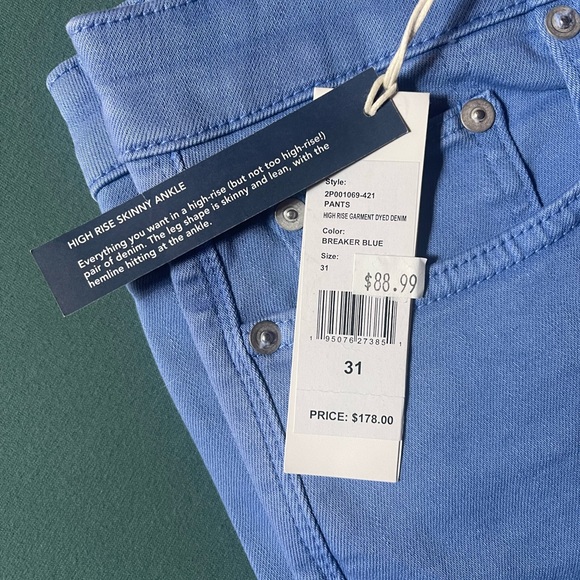 HIGH RISE SKINNY ANKLE
Everything you want in a high-rise (but not too high-rise!)
pair of denim. The leg shape is skinny and lean, with the
hemline hitting at the ankle.
Style:
2P001069-421
PANTS
HIGH RISE GARMENT DYED DENIM
Color:
BREAKER BLUE
Size:
31
$88.99
1 95076 27385 1
31
PRICE: $178.00